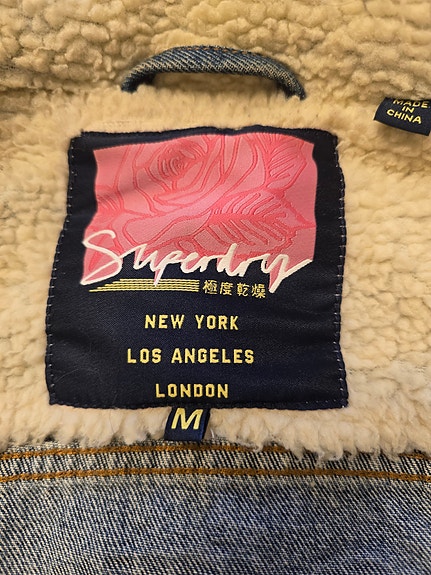 MADE
IN
CHINA
Superdry
極度乾燥
NEW YORK
LOS ANGELES
LONDON
M